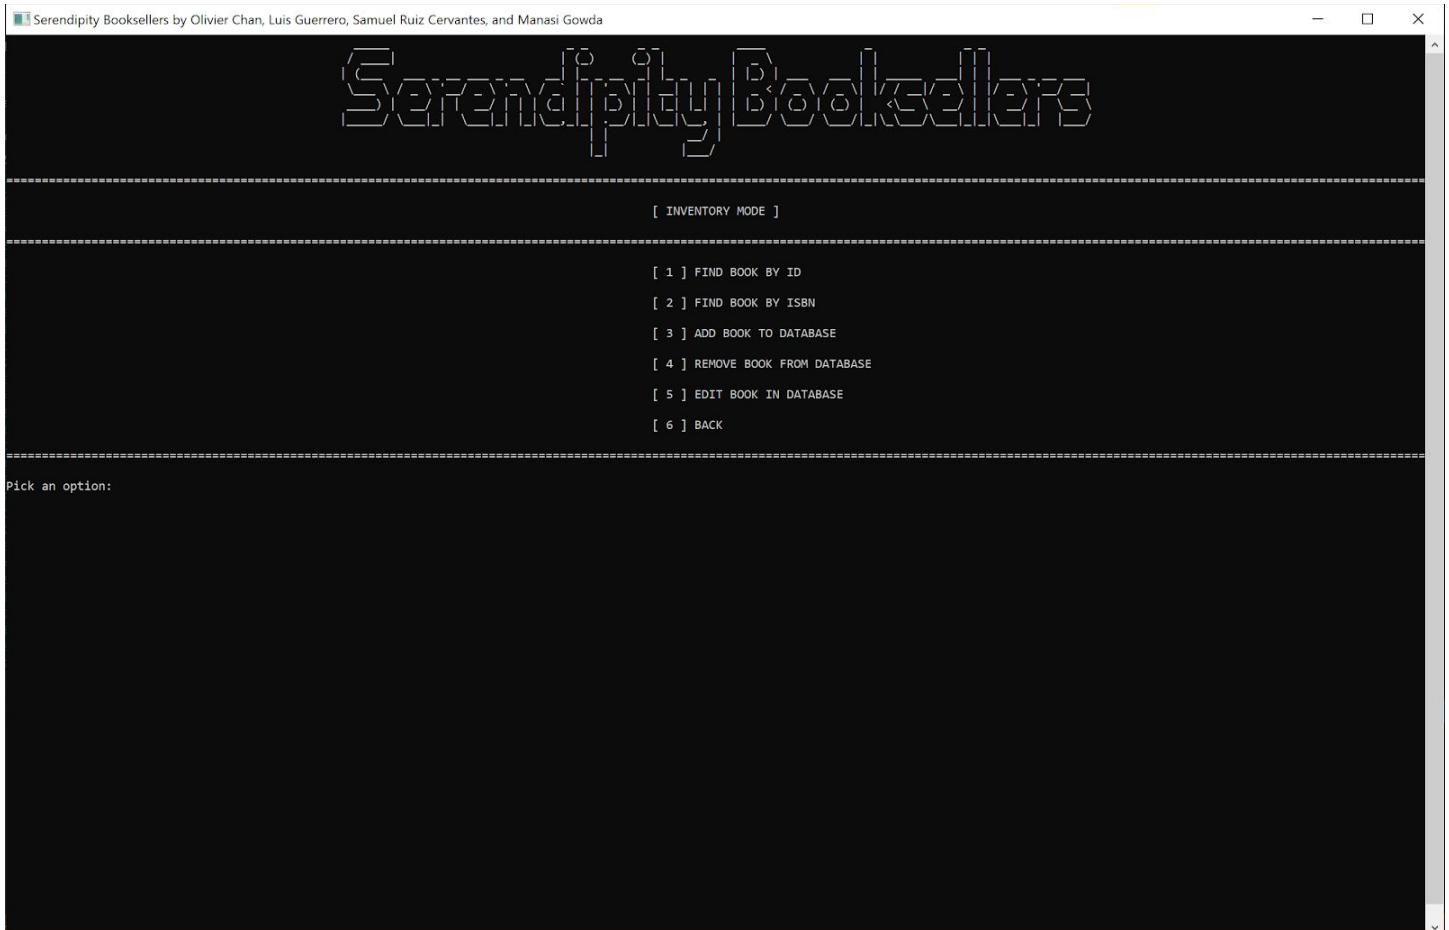 Serendipity Booksellers by Olivier Chan, Luis Guerrero, Samuel Ruiz Cervantes, and Manasi Gowda
Serendipity Booksellers
[ INVENTORY MODE ]
[ 1 ] FIND BOOK BY ID
[ 2 ] FIND BOOK BY ISBN
[ 3 ] ADD BOOK TO DATABASE
[ 4 ] REMOVE BOOK FROM DATABASE
[ 5 ] EDIT BOOK IN DATABASE
[ 6 ] BACK
Pick an option: